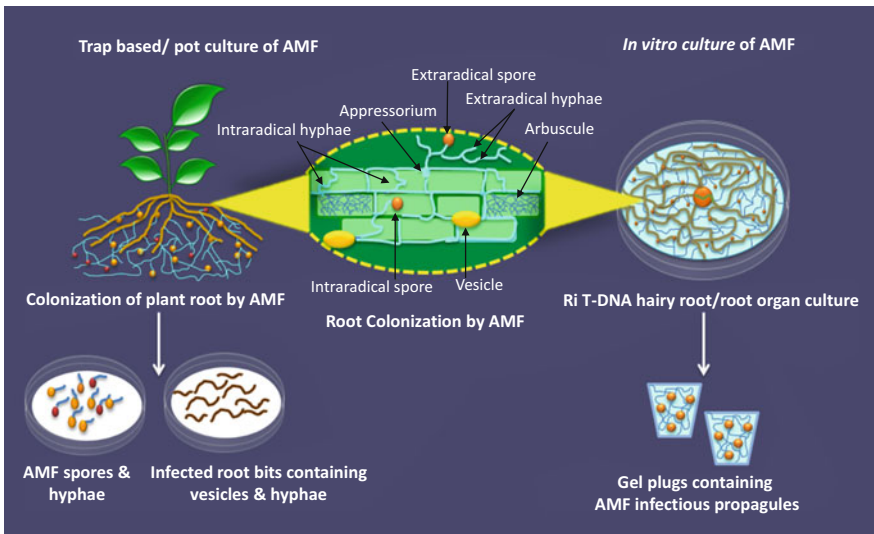 Trap based/ pot culture of AMF
In vitro culture of AMF
Extraradical spore
Extraradical hyphae
Appressorium
Intraradical hyphae
Arbuscule
Intraradical spore
Vesicle
Colonization of plant root by AMF
Root Colonization by AMF
Ri T-DNA hairy root/root organ culture
AMF spores &
hyphae
Infected root bits containing
vesicles & hyphae
Gel plugs containing
AMF infectious propagules